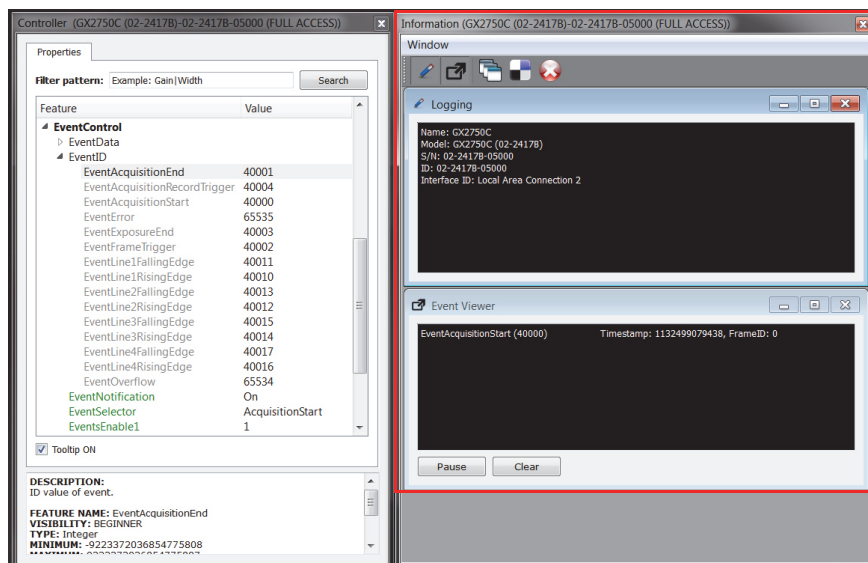 Controller (GX2750C (02-2417B)-02-2417B-05000 (FULL ACCESS))
Properties
Filter pattern: Example: Gain|Width Search
Feature Value
EventControl
EventData
EventID
EventAcquisitionEnd 40001
EventAcquisitionRecordTrigger 40004
EventAcquisitionStart 40000
EventError 65535
EventExposureEnd 40003
EventFrameTrigger 40002
EventLine1FallingEdge 40011
EventLine1RisingEdge 40010
EventLine2FallingEdge 40013
EventLine2RisingEdge 40012
EventLine3FallingEdge 40015
EventLine3RisingEdge 40014
EventLine4FallingEdge 40017
EventLine4RisingEdge 40016
EventOverflow 65534
EventNotification On
EventSelector AcquisitionStart
EventsEnable1 1
Tooltip ON
DESCRIPTION:
ID value of event.
FEATURE NAME: EventAcquisitionEnd
VISIBILITY: BEGINNER
TYPE: Integer
MINIMUM: -9223372036854775808
Information (GX2750C (02-2417B)-02-2417B-05000 (FULL ACCESS))
Window
Logging
Name: GX2750C
Model: GX2750C (02-2417B)
S/N: 02-2417B-05000
ID: 02-2417B-05000
Interface ID: Local Area Connection 2
Event Viewer
EventAcquisitionStart (40000) Timestamp: 1132499079438, FrameID: 0
Pause Clear